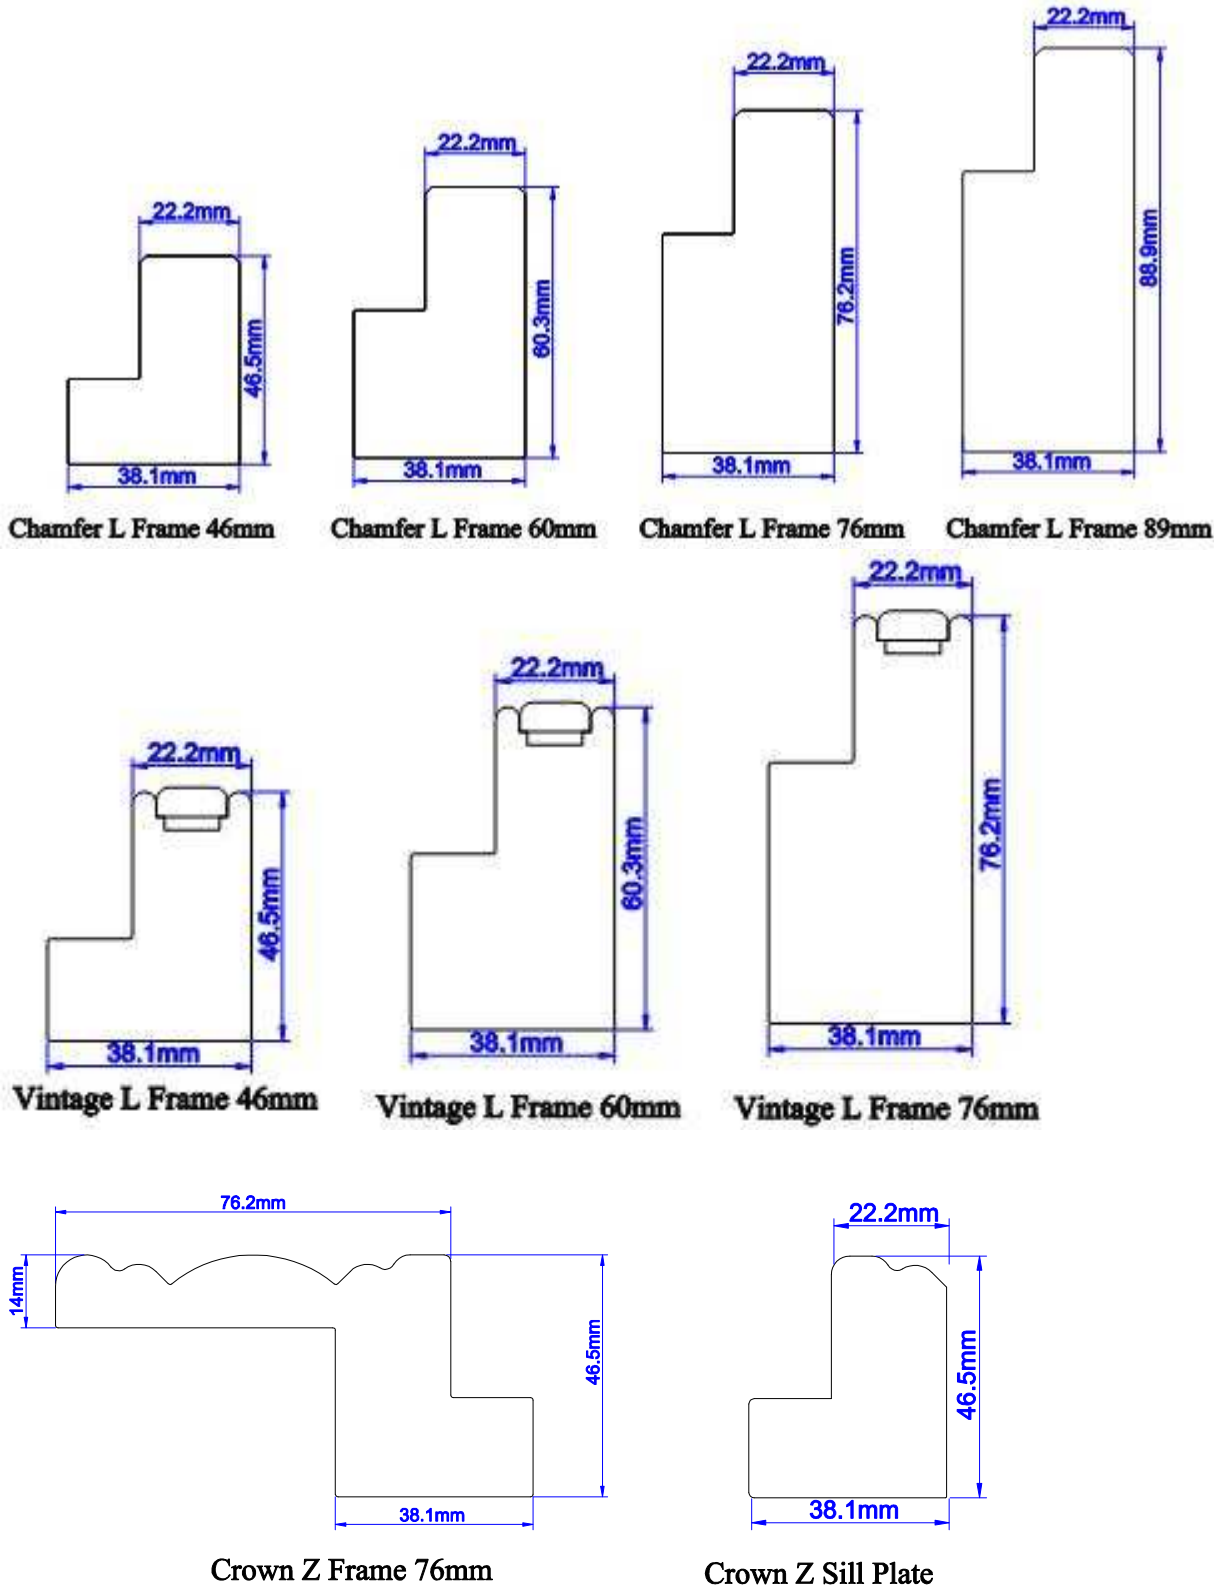 22.2mm
22.2mm
22.2mm
22.2mm
46.5mm
60.3mm
76.2mm
88.9mm
38.1mm
38.1mm
38.1mm
38.1mm
Chamfer L Frame 46mm
Chamfer L Frame 60mm
Chamfer L Frame 76mm
Chamfer L Frame 89mm
22.2mm
22.2mm
22.2mm
46.5mm
60.3mm
76.2mm
38.1mm
38.1mm
38.1mm
Vintage L Frame 46mm
Vintage L Frame 60mm
Vintage L Frame 76mm
76.2mm
14mm
46.5mm
38.1mm
Crown Z Frame 76mm
22.2mm
46.5mm
38.1mm
Crown Z Sill Plate